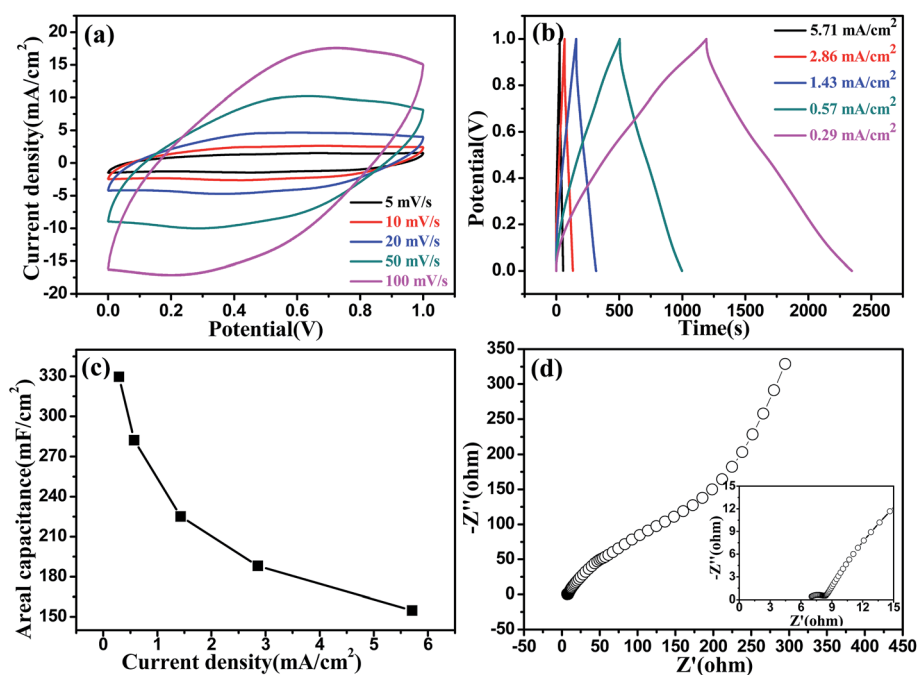 (a)
Current density(mA/cm²)
20
15
10
5
0
-5
-10
-15
-20
5 mV/s
10 mV/s
20 mV/s
50 mV/s
100 mV/s
0.0 0.2 0.4 0.6 0.8 1.0
Potential(V)
(b)
Potential(V)
1.0
0.8
0.6
0.4
0.2
0.0
5.71 mA/cm²
2.86 mA/cm²
1.43 mA/cm²
0.57 mA/cm²
0.29 mA/cm²
0 500 1000 1500 2000 2500
Time(s)
(c)
Areal capacitance(mF/cm²)
330
300
270
240
210
180
150
0 1 2 3 4 5 6
Current density(mA/cm²)
(d)
-Z''(ohm)
350
300
250
200
150
100
50
0
-50
-50 0 50 100 150 200 250 300 350 400 450
Z'(ohm)
-Z''(ohm)
15
12
9
6
3
0
0 3 6 9 12 15
Z'(ohm)